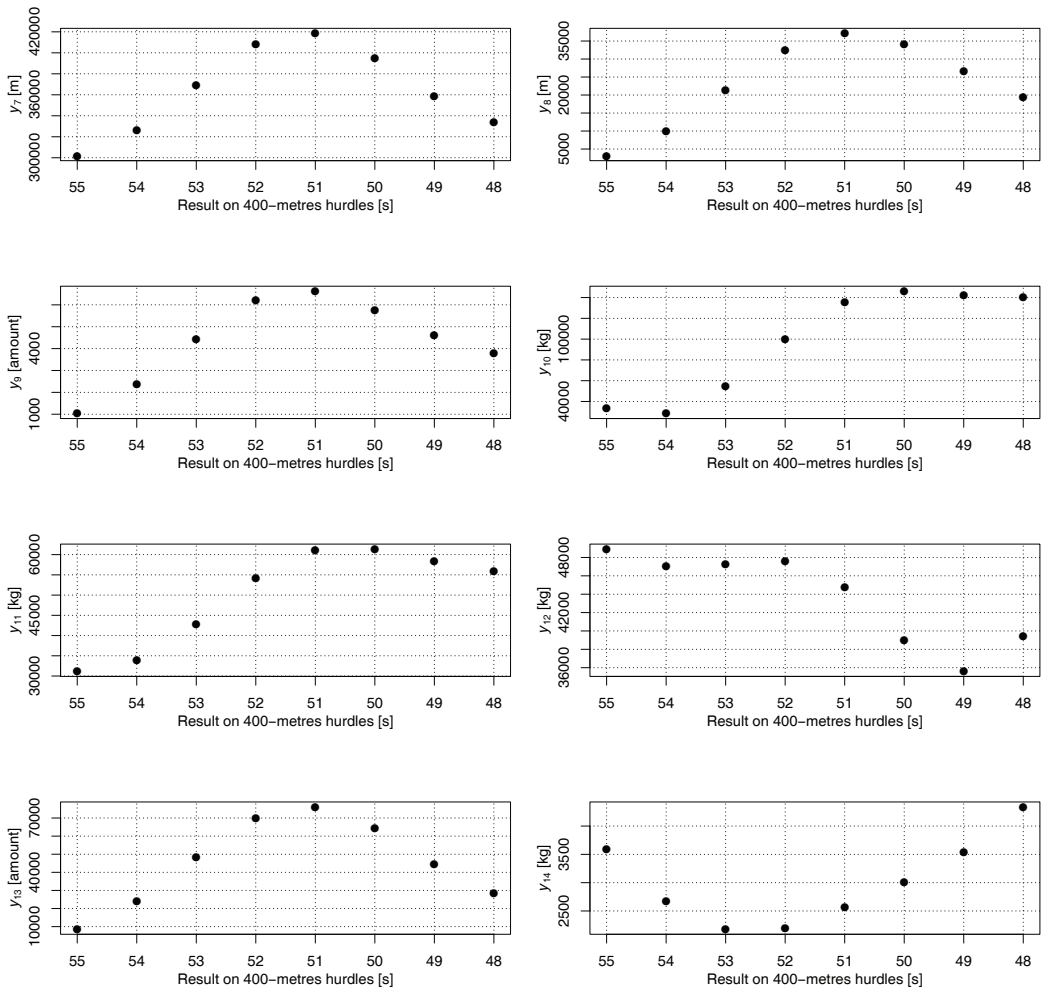 y7 [m]
300000 360000 420000
55 54 53 52 51 50 49 48
Result on 400−metres hurdles [s]
y8 [m]
5000 20000 35000
55 54 53 52 51 50 49 48
Result on 400−metres hurdles [s]
y9 [amount]
1000 4000
55 54 53 52 51 50 49 48
Result on 400−metres hurdles [s]
y10 [kg]
40000 100000
55 54 53 52 51 50 49 48
Result on 400−metres hurdles [s]
y11 [kg]
30000 45000 60000
55 54 53 52 51 50 49 48
Result on 400−metres hurdles [s]
y12 [kg]
36000 42000 48000
55 54 53 52 51 50 49 48
Result on 400−metres hurdles [s]
y13 [amount]
10000 40000 70000
55 54 53 52 51 50 49 48
Result on 400−metres hurdles [s]
y14 [kg]
2500 3500
55 54 53 52 51 50 49 48
Result on 400−metres hurdles [s]